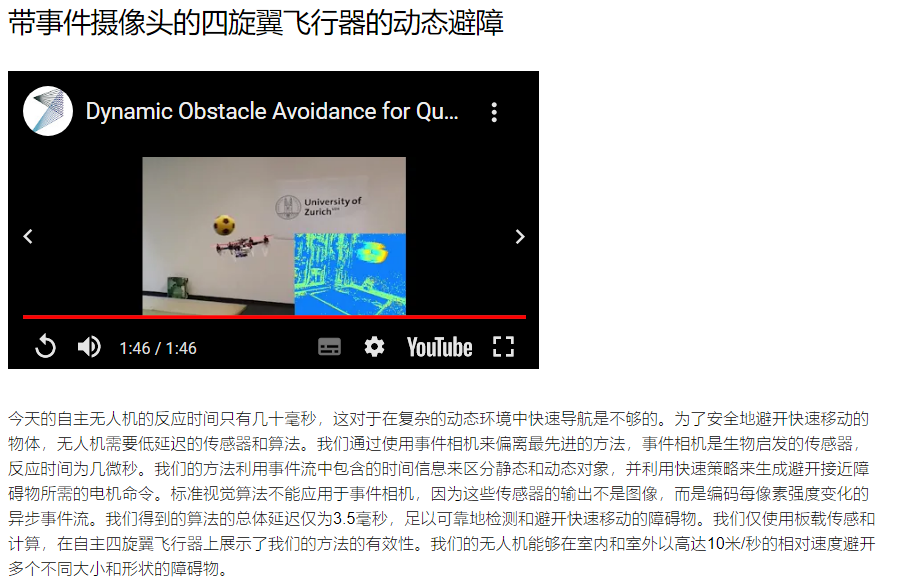 带事件摄像头的四旋翼飞行器的动态避障
Dynamic Obstacle Avoidance for Qu...
University of
Zurich
1:46 / 1:46
YouTube
今天的自主无人机的反应时间只有几十毫秒，这对于在复杂的动态环境中快速导航是不够的。为了安全地避开快速移动的
物体，无人机需要低延迟的传感器和算法。我们通过使用事件相机来偏离最先进的方法，事件相机是生物启发的传感器，
反应时间为几微秒。我们的方法利用事件流中包含的时间信息来区分静态和动态对象，并利用快速策略来生成避开接近障
碍物所需的电机命令。标准视觉算法不能应用于事件相机，因为这些传感器的输出不是图像，而是编码每像素强度变化的
异步事件流。我们得到的算法的总体延迟仅为3.5毫秒，足以可靠地检测和避开快速移动的障碍物。我们仅使用板载传感和
计算，在自主四旋翼飞行器上展示了我们的方法的有效性。我们的无人机能够在室内和室外以高达10米/秒的相对速度避开
多个不同大小和形状的障碍物。